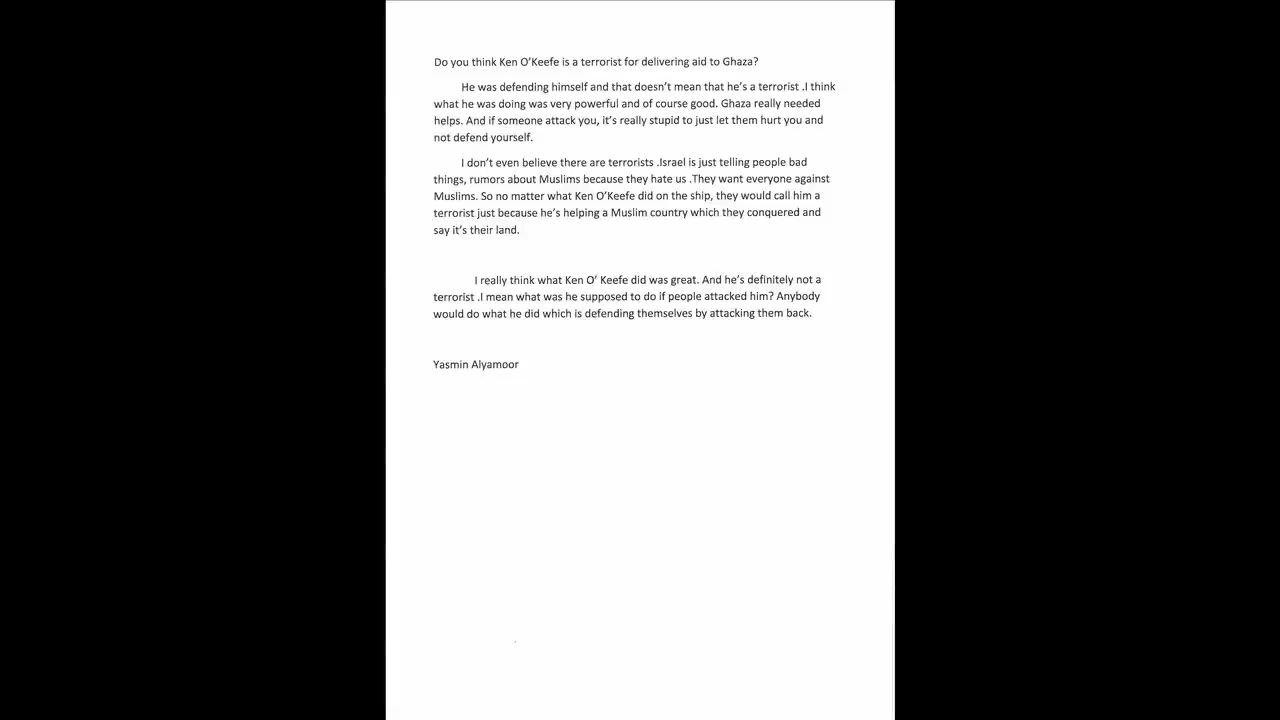 Do you think Ken O'Keefe is a terrorist for delivering aid to Ghaza?
He was defending himself and that doesn't mean that he's a terrorist .I think
what he was doing was very powerful and of course good. Ghaza really needed
helps. And if someone attack you, it's really stupid to just let them hurt you and
not defend yourself.
I don't even believe there are terrorists .Israel is just telling people bad
things, rumors about Muslims because they hate us .They want everyone against
Muslims. So no matter what Ken O'Keefe did on the ship, they would call him a
terrorist just because he's helping a Muslim country which they conquered and
say it's their land.
I really think what Ken O' Keefe did was great. And he's definitely not a
terrorist .I mean what was he supposed to do if people attacked him? Anybody
would do what he did which is defending themselves by attacking them back.
Yasmin Alyamoor